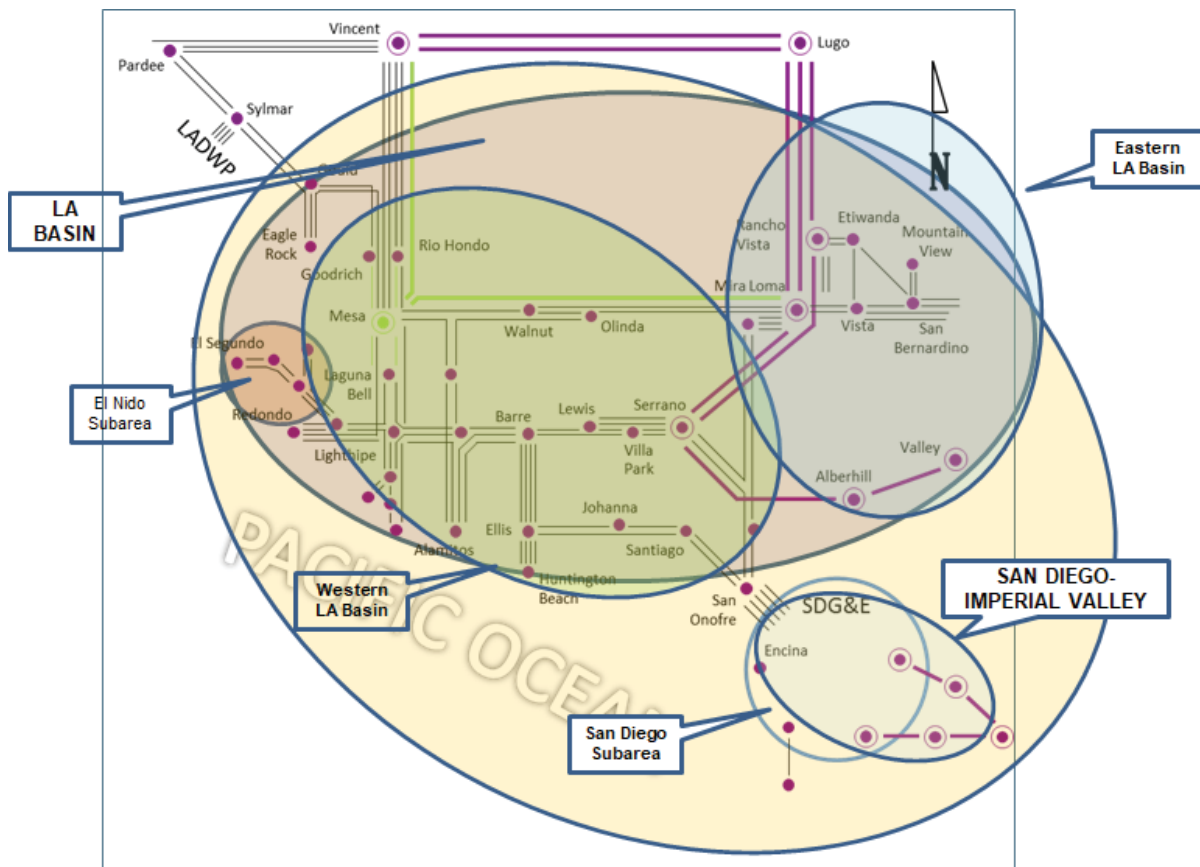 Vincent
Lugo
Pardee
Sylmar
LADWP
N
Eastern
LA Basin
LA
BASIN
Eagle
Rock
Goodrich
Rio Hondo
Rancho
Vista
Etiwanda
Mountain
View
Mira Loma
Mesa
Walnut
Olinda
Vista
San
Bernardino
El Segundo
El Nido
Subarea
Laguna
Bell
Redondo
Lighthipe
Barre
Lewis
Serrano
Villa
Park
Valley
Alberhill
Johanna
Ellis
Santiago
Alamitos
Huntington
Beach
Western
LA Basin
San
Onofre
SDG&E
SAN DIEGO-
IMPERIAL VALLEY
Encina
San Diego
Subarea
PACIFIC OCEAN